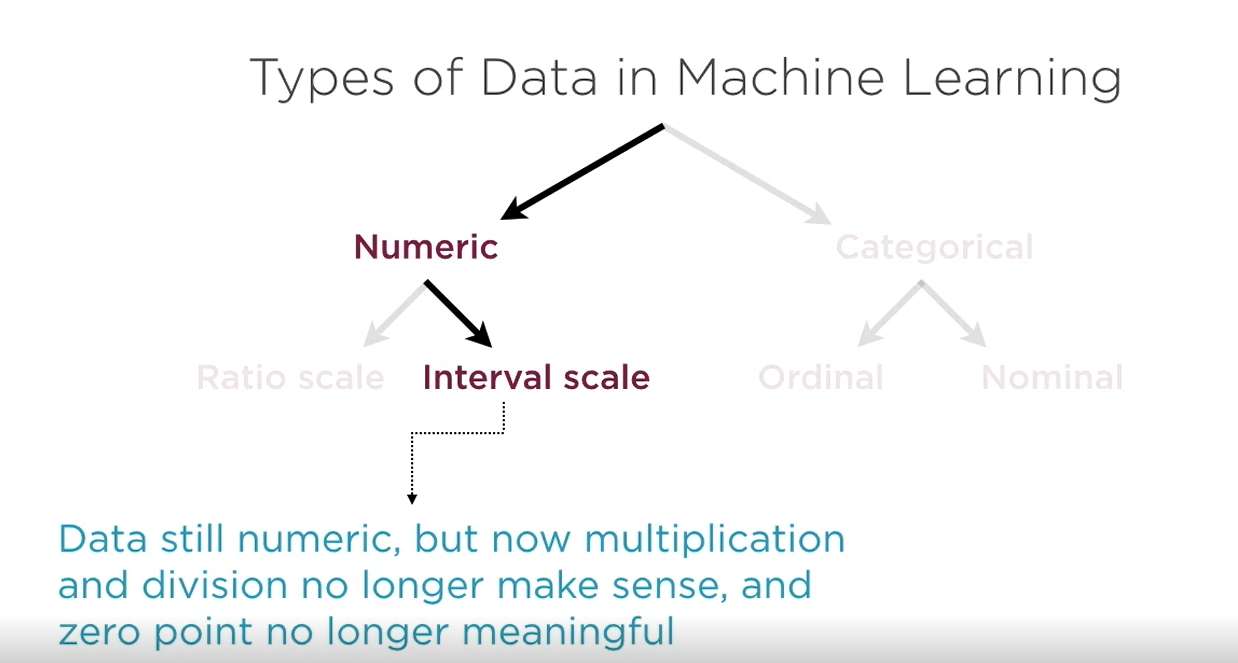 Types of Data in Machine Learning
Numeric
Categorical
Ratio scale
Interval scale
Ordinal
Nominal
Data still numeric, but now multiplication
and division no longer make sense, and
zero point no longer meaningful